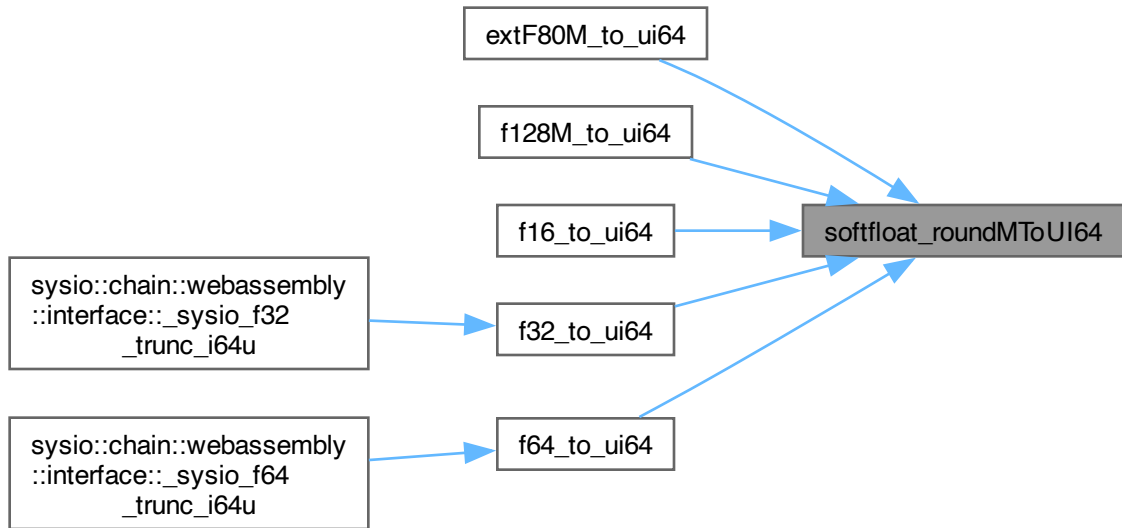 extF80M_to_ui64
f128M_to_ui64
f16_to_ui64
softfloat_roundMToUI64
sysio::chain::webassembly
::interface::_sysio_f32
_trunc_i64u
f32_to_ui64
sysio::chain::webassembly
::interface::_sysio_f64
_trunc_i64u
f64_to_ui64